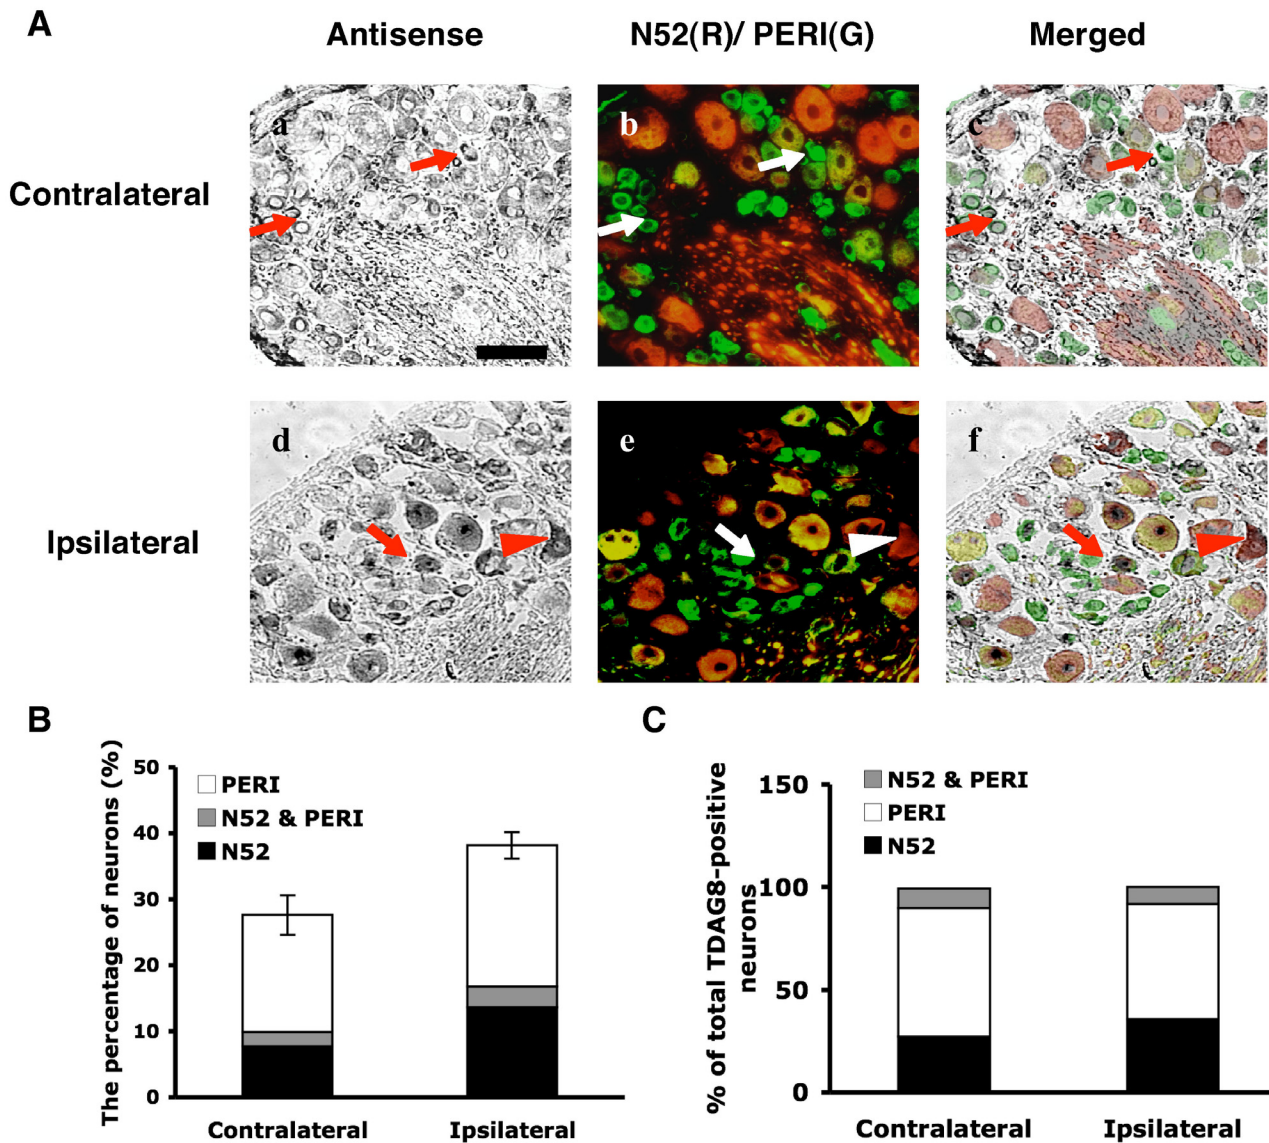 A
Antisense
N52(R)/ PERI(G)
Merged
Contralateral
a
b
c
Ipsilateral
d
e
f
B
The percentage of neurons (%)
50
40
30
20
10
0
PERI
N52 & PERI
N52
Contralateral
Ipsilateral
C
% of total TDAG8-positive
neurons
150
100
50
0
N52 & PERI
PERI
N52
Contralateral
Ipsilateral